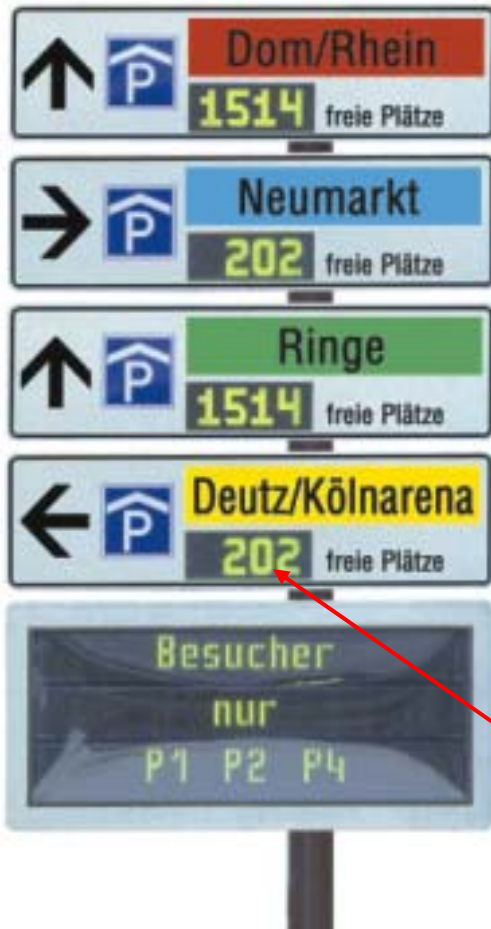 Dom/Rhein
P
1514 freie Plätze
Neumarkt
P
202 freie Plätze
Ringe
P
1514 freie Plätze
Deutz/Kölnarena
P
202 freie Plätze
Besucher
nur
P1 P2 P4